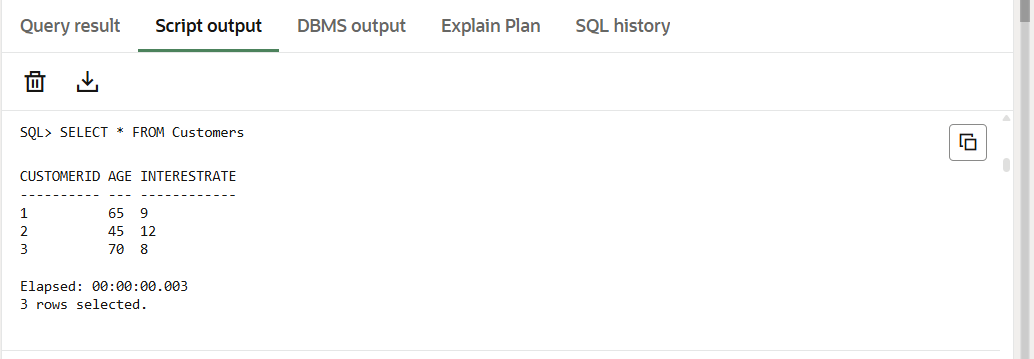 Query result Script output DBMS output Explain Plan SQL history
SQL> SELECT * FROM Customers
CUSTOMERID AGE INTERESTRATE
---------- --- ------------
1          65  9
2          45  12
3          70  8
Elapsed: 00:00:00.003
3 rows selected.